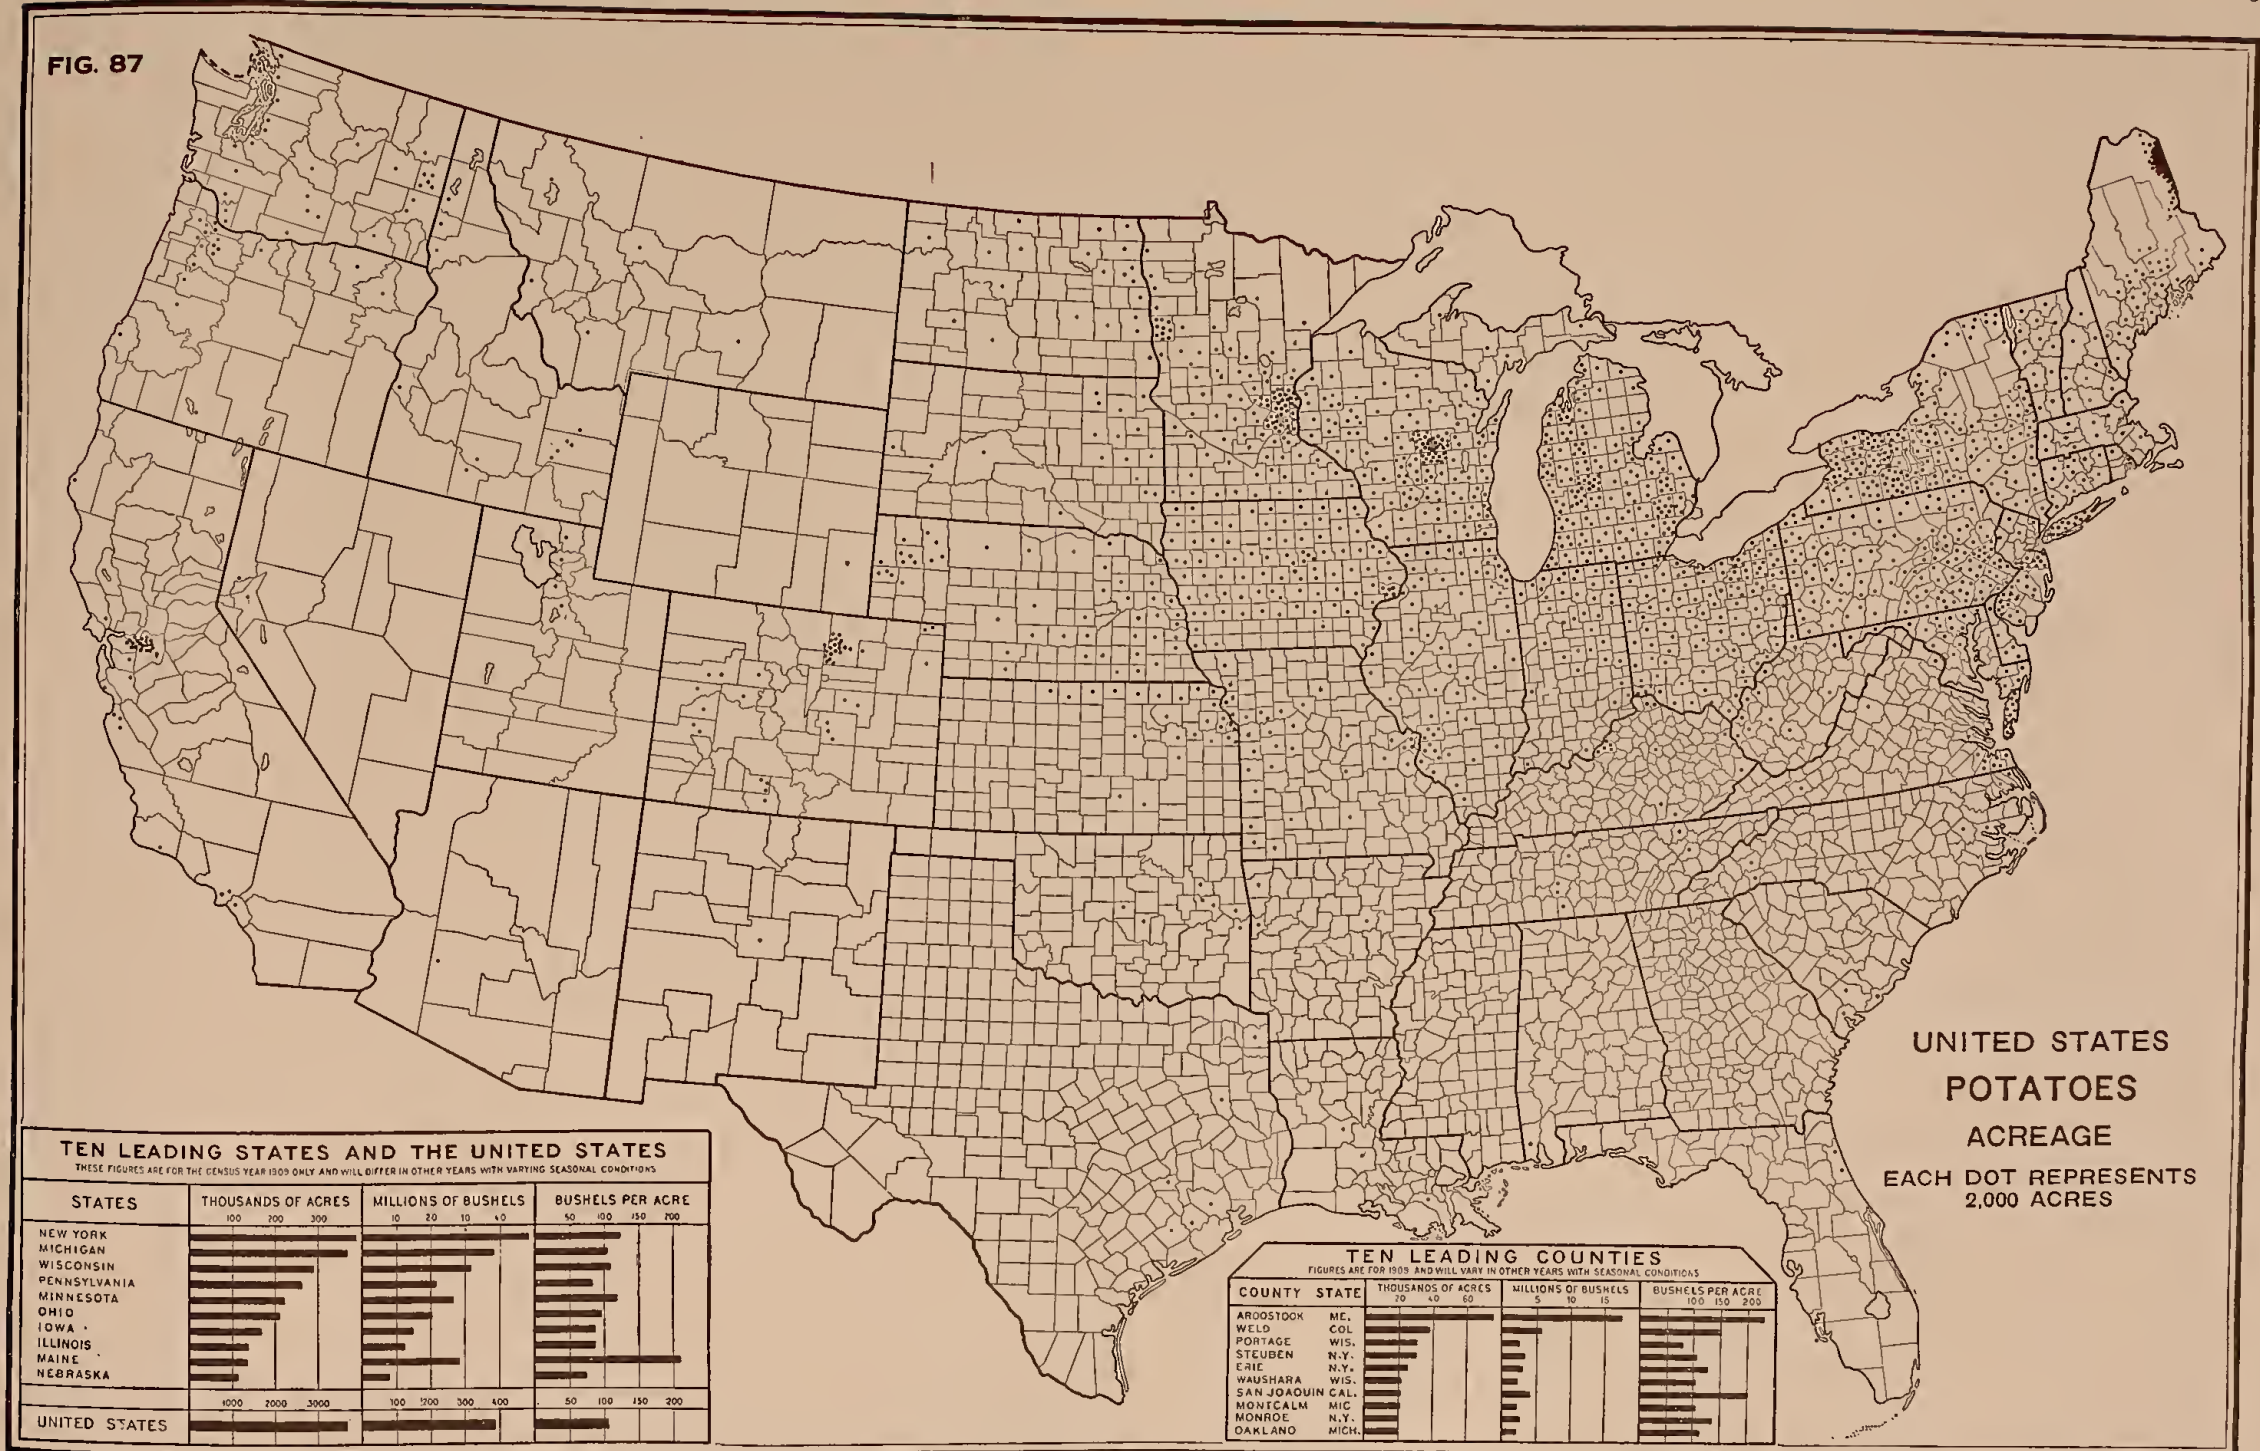 FIG. 87
UNITED STATES
POTATOES
ACREAGE
EACH DOT REPRESENTS
2,000 ACRES
TEN LEADING STATES AND THE UNITED STATES
THESE FIGURES ARE FOR THE CENSUS YEAR 1909 ONLY AND WILL DIFFER IN OTHER YEARS WITH VARYING SEASONAL CONDITIONS
STATES THOUSANDS OF ACRES MILLIONS OF BUSHELS BUSHELS PER ACRE
100 200 300 10 20 10 40 50 100 150 200
NEW YORK
MICHIGAN
WISCONSIN
PENNSYLVANIA
MINNESOTA
OHIO
IOWA
ILLINOIS
MAINE
NEBRASKA
1000 2000 3000 100 200 300 400 50 100 150 200
UNITED STATES
TEN LEADING COUNTIES
FIGURES ARE FOR 1909 AND WILL VARY IN OTHER YEARS WITH SEASONAL CONDITIONS
COUNTY STATE THOUSANDS OF ACRES MILLIONS OF BUSHELS BUSHELS PER ACRE
20 40 60 5 10 15 100 150 200
AROOSTOOK ME.
WELD COL
PORTAGE WIS.
STEUBEN N.Y.
ERIE N.Y.
WAUSHARA WIS.
SAN JOAQUIN CAL.
MONTCALM MIC
MONROE N.Y.
OAKLAND MICH.